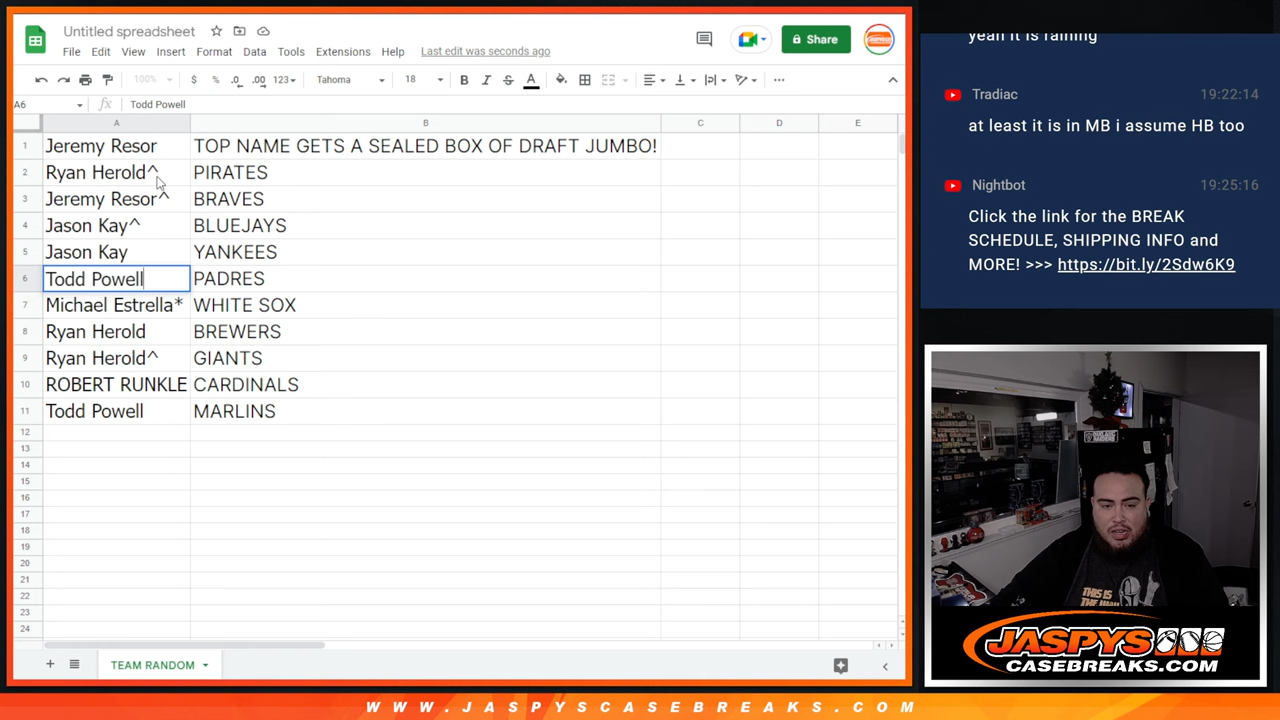 Untitled spreadsheet
File Edit View Insert Format Data Tools Extensions Help Last edit was seconds ago
Share
100% $ % .0 .00 123 Tahoma 18 B I S A
A6 fx Todd Powell
A B C D E
1 Jeremy Resor TOP NAME GETS A SEALED BOX OF DRAFT JUMBO!
2 Ryan Herold^ PIRATES
3 Jeremy Resor^ BRAVES
4 Jason Kay^ BLUEJAYS
5 Jason Kay YANKEES
6 Todd Powell PADRES
7 Michael Estrella* WHITE SOX
8 Ryan Herold BREWERS
9 Ryan Herold^ GIANTS
10 ROBERT RUNKLE CARDINALS
11 Todd Powell MARLINS
12
13
14
15
16
17
18
19
20
21
22
23
24
TEAM RANDOM
yeah it is raining
Tradiac 19:22:14
at least it is in MB i assume HB too
Nightbot 19:25:16
Click the link for the BREAK
SCHEDULE, SHIPPING INFO and
MORE! >>> https://bit.ly/2Sdw6K9
THIS IS
JASPYS
CASEBREAKS.COM
WWW.JASPYSCASEBREAKS.COM